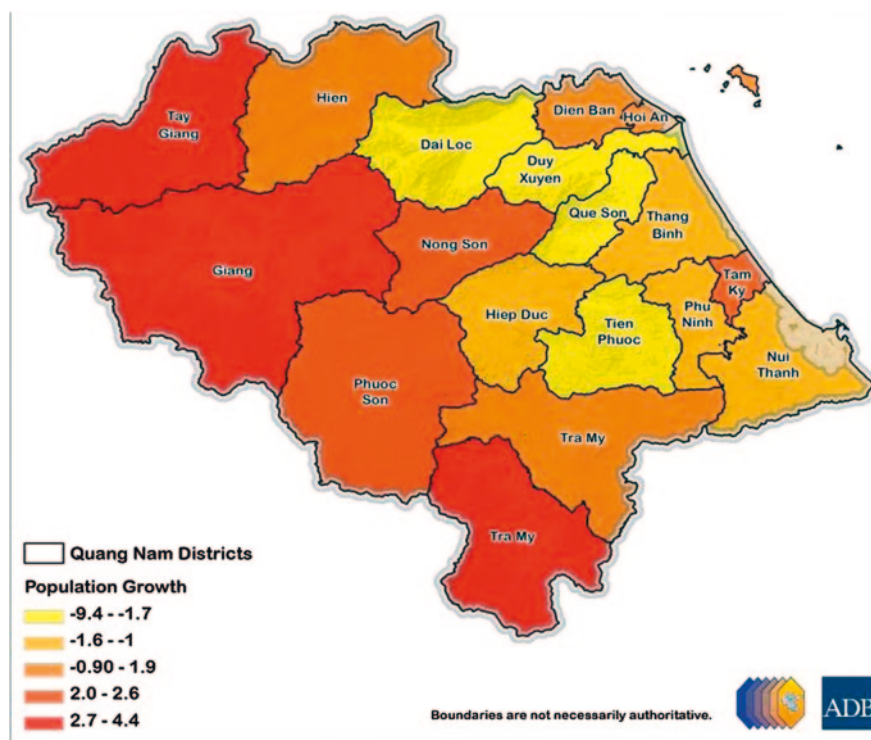 Tay
Giang
Hien
Dai Loc
Dien Ban
Hoi An
Duy
Xuyen
Que Son
Thang
Binh
Giang
Nong Son
Tam
Ky
Hiep Duc
Tien
Phuoc
Phu
Ninh
Nui
Thanh
Phuoc
Son
Tra My
Tra My
Quang Nam Districts
Population Growth
-9.4 - -1.7
-1.6 - -1
-0.90 - 1.9
2.0 - 2.6
2.7 - 4.4
Boundaries are not necessarily authoritative.
ADB